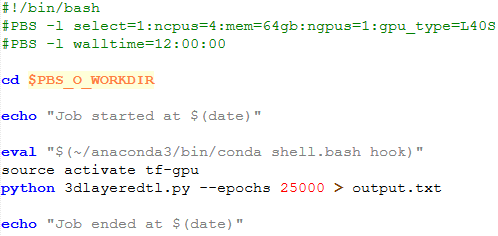 #!/bin/bash
#PBS -l select=1:ncpus=4:mem=64gb:ngpus=1:gpu_type=L40S
#PBS -l walltime=12:00:00
cd $PBS_O_WORKDIR
echo "Job started at $(date)"
eval "$(~/anaconda3/bin/conda shell.bash hook)"
source activate tf-gpu
python 3dlayeredtl.py --epochs 25000 > output.txt
echo "Job ended at $(date)"